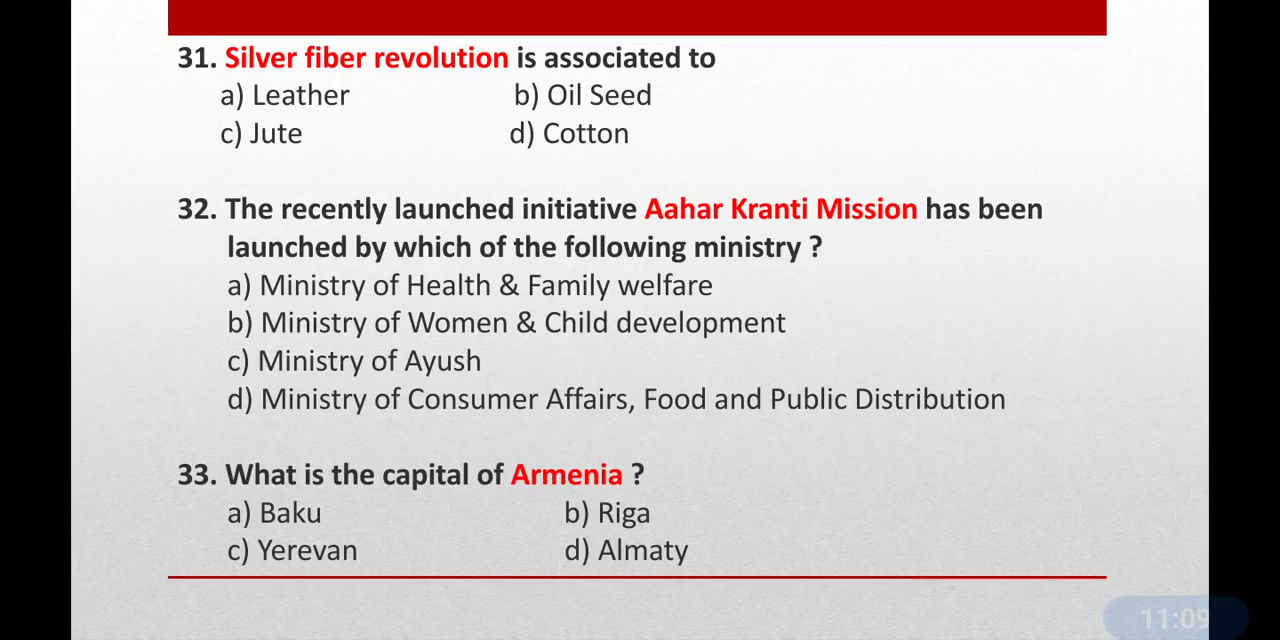 31. Silver fiber revolution is associated to
a) Leather b) Oil Seed
c) Jute d) Cotton
32. The recently launched initiative Aahar Kranti Mission has been
launched by which of the following ministry ?
a) Ministry of Health & Family welfare
b) Ministry of Women & Child development
c) Ministry of Ayush
d) Ministry of Consumer Affairs, Food and Public Distribution
33. What is the capital of Armenia ?
a) Baku b) Riga
c) Yerevan d) Almaty
11:09